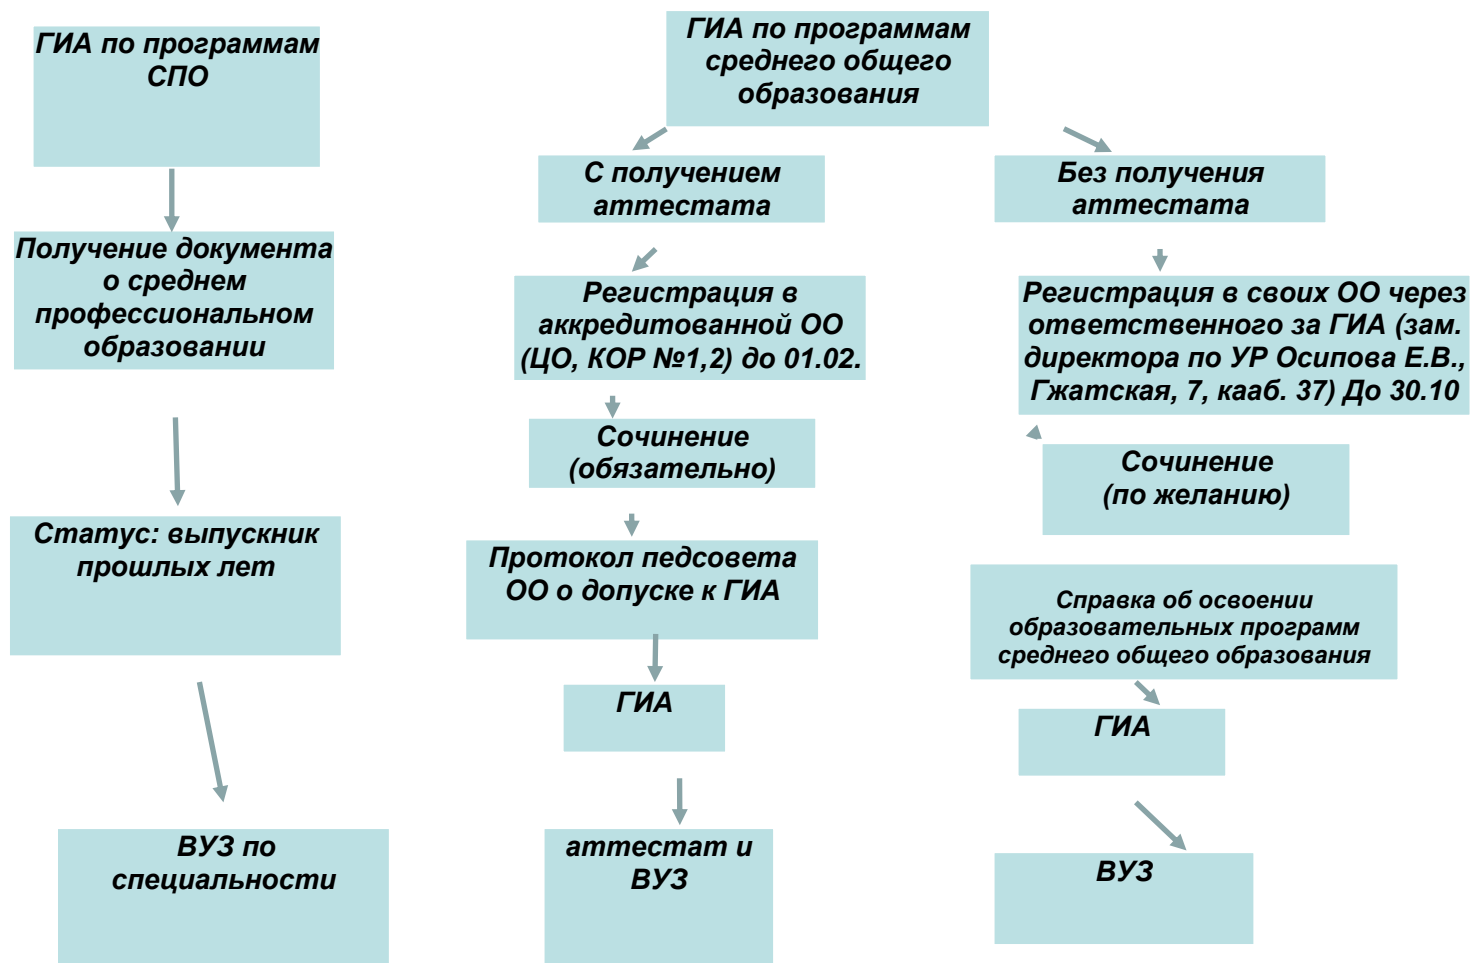 ГИА по программам
СПО
Получение документа
о среднем
профессиональном
образовании
Статус: выпускник
прошлых лет
ВУЗ по
специальности
ГИА по программам
среднего общего
образования
С получением
аттестата
Регистрация в
аккредитованной ОО
(ЦО, КОР №1,2) до 01.02.
Сочинение
(обязательно)
Протокол педсовета
ОО о допуске к ГИА
ГИА
аттестат и
ВУЗ
Без получения
аттестата
Регистрация в своих ОО через
ответственного за ГИА (зам.
директора по УР Осипова Е.В.,
Гжатская, 7, кааб. 37) До 30.10
Сочинение
(по желанию)
Справка об освоении
образовательных программ
среднего общего образования
ГИА
ВУЗ